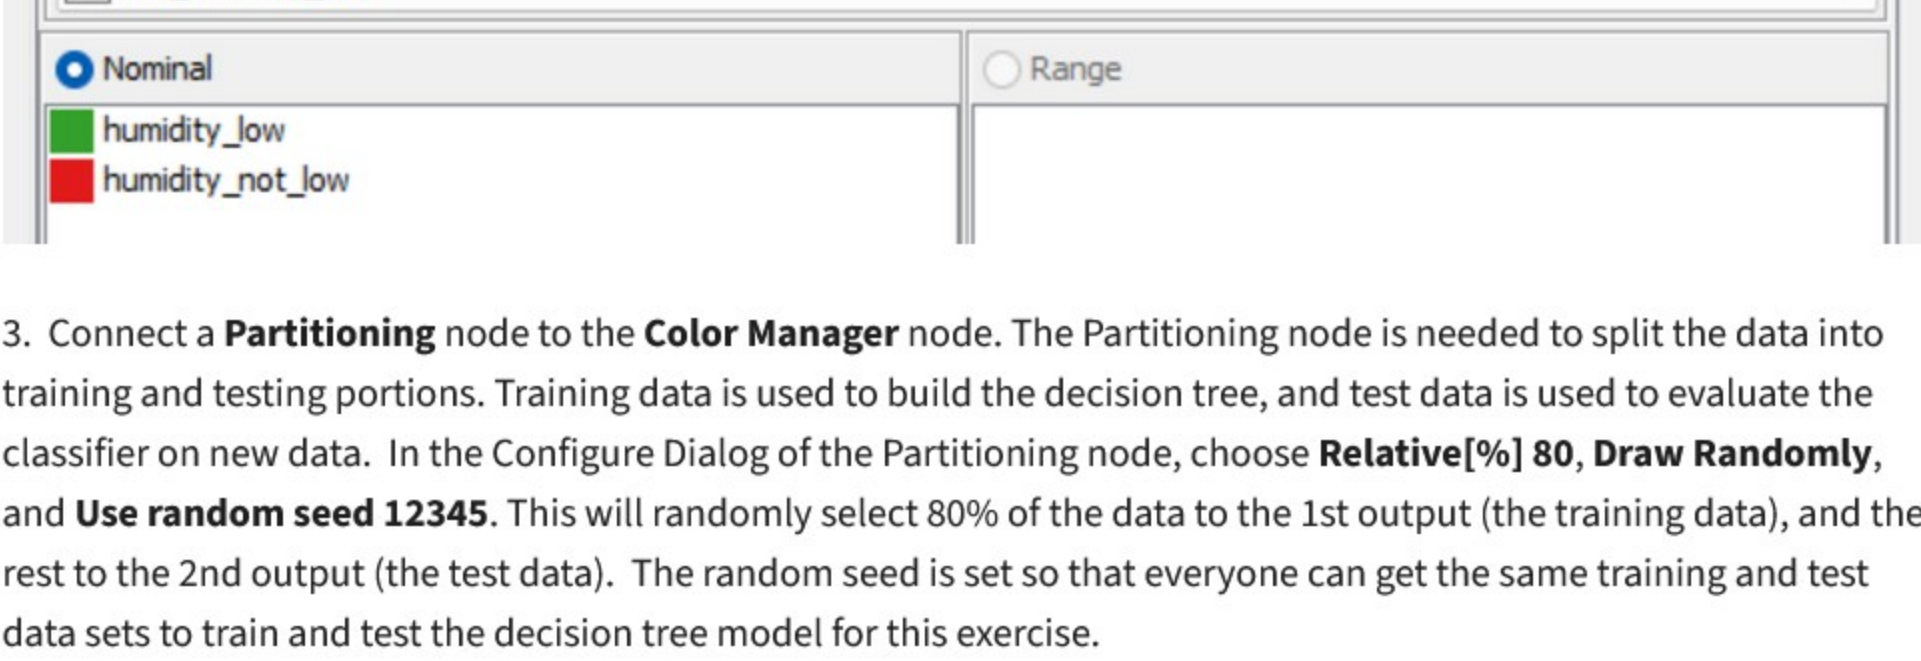 Nominal
Range
humidity_low
humidity_not_low
3. Connect a Partitioning node to the Color Manager node. The Partitioning node is needed to split the data into
training and testing portions. Training data is used to build the decision tree, and test data is used to evaluate the
classifier on new data. In the Configure Dialog of the Partitioning node, choose Relative[%] 80, Draw Randomly,
and Use random seed 12345. This will randomly select 80% of the data to the 1st output (the training data), and the
rest to the 2nd output (the test data). The random seed is set so that everyone can get the same training and test
data sets to train and test the decision tree model for this exercise.